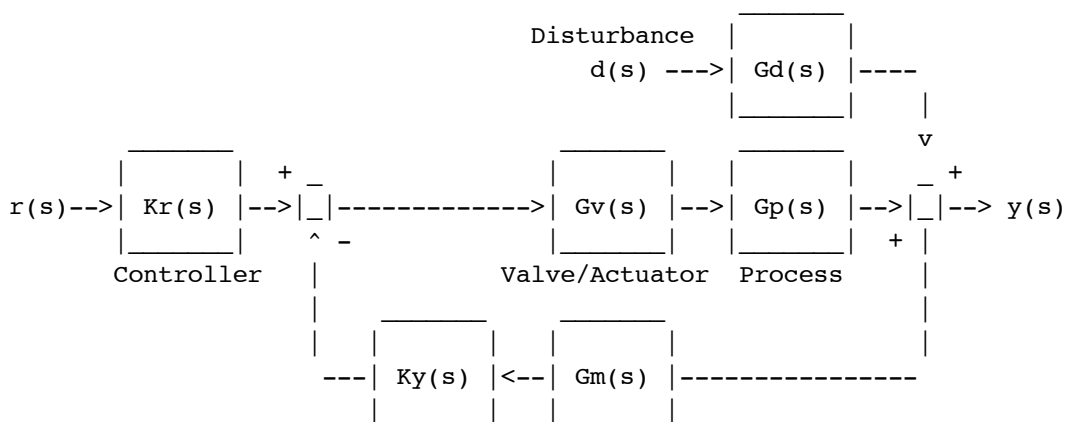 Disturbance
d(s) --->| Gd(s) |----
+ +
r(s)-->| Kr(s) |-->|_|------------->| Gv(s) |-->| Gp(s) |-->|_|--> y(s)
^ - +
Controller Valve/Actuator Process
---| Ky(s) |<--| Gm(s) |---------------